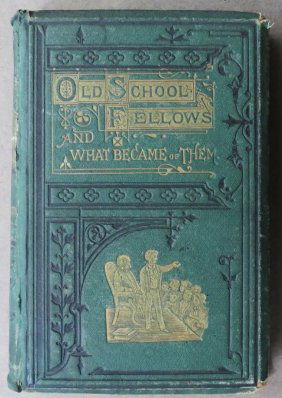 OLD SCHOOL-
FELLOWS
AND
WHAT BECAME OF THEM.